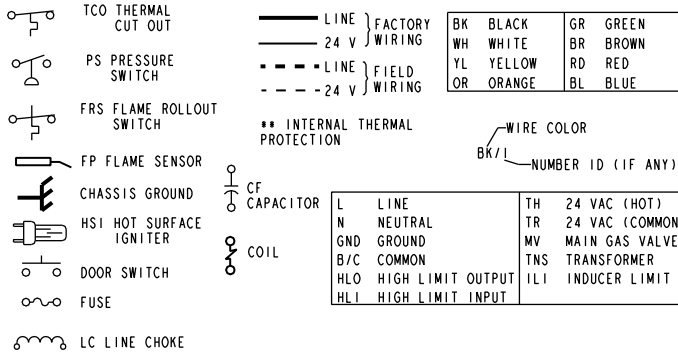 TCO THERMAL
CUT OUT
PS PRESSURE
SWITCH
FRS FLAME ROLLOUT
SWITCH
FP FLAME SENSOR
CHASSIS GROUND
HSI HOT SURFACE
IGNITER
DOOR SWITCH
FUSE
LC LINE CHOKE
CF
CAPACITOR
COIL
LINE
24 V
FACTORY
WIRING
LINE
24 V
FIELD
WIRING
** INTERNAL THERMAL
PROTECTION
BK BLACK GR GREEN
WH WHITE BR BROWN
YL YELLOW RD RED
OR ORANGE BL BLUE
WIRE COLOR
BK/1
NUMBER ID (IF ANY)
L LINE TH 24 VAC (HOT)
N NEUTRAL TR 24 VAC (COMMON
GND GROUND MV MAIN GAS VALVE
B/C COMMON TNS TRANSFORMER
HLO HIGH LIMIT OUTPUT ILI INDUCER LIMIT
HLI HIGH LIMIT INPUT